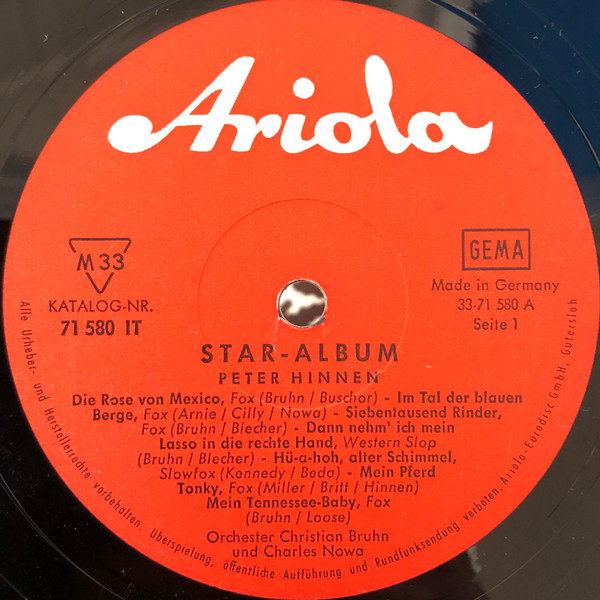 Ariola
M 33
KATALOG-NR.
71 580 IT
GEMA
Made in Germany
33-71 580 A
Seite 1
STAR-ALBUM
PETER HINNEN
Die Rose von Mexico, Fox (Bruhn / Buschor) - Im Tal der blauen
Berge, Fox (Arnie / Cilly / Nowa) - Siebentausend Rinder,
Fox (Bruhn / Blecher) - Dann nehm' ich mein
Lasso in die rechte Hand, Western Slop
(Bruhn / Blecher) - Hü-a-hoh, alter Schimmel,
Slowfox (Kennedy / Beda) - Mein Pferd
Tonky, Fox (Miller / Britt / Hinnen)
Mein Tennessee-Baby, Fox
(Bruhn / Loose)
Orchester Christian Bruhn
und Charles Nowa
Alle Urheber- und Herstellerrechte vorbehalten. Überspielung, öffentliche Aufführung und Rundfunksendung verboten. Ariola-Eurodisc GmbH, Gütersloh